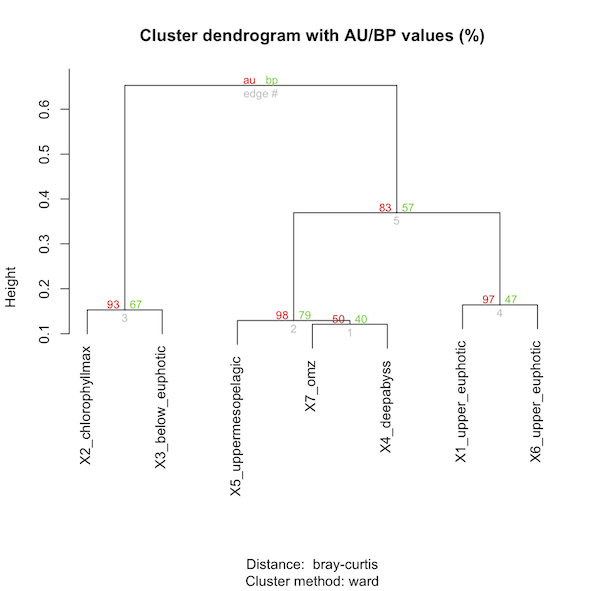 Cluster dendrogram with AU/BP values (%)
au bp
edge #
0.6
0.5
0.4
0.3
0.2
0.1
Height
83 57
5
93 67
3
98 79
2
50 40
1
97 47
4
X2_chlorophyllmax
X3_below_euphotic
X5_uppermesopelagic
X7_omz
X4_deepabyss
X1_upper_euphotic
X6_upper_euphotic
Distance: bray-curtis
Cluster method: ward